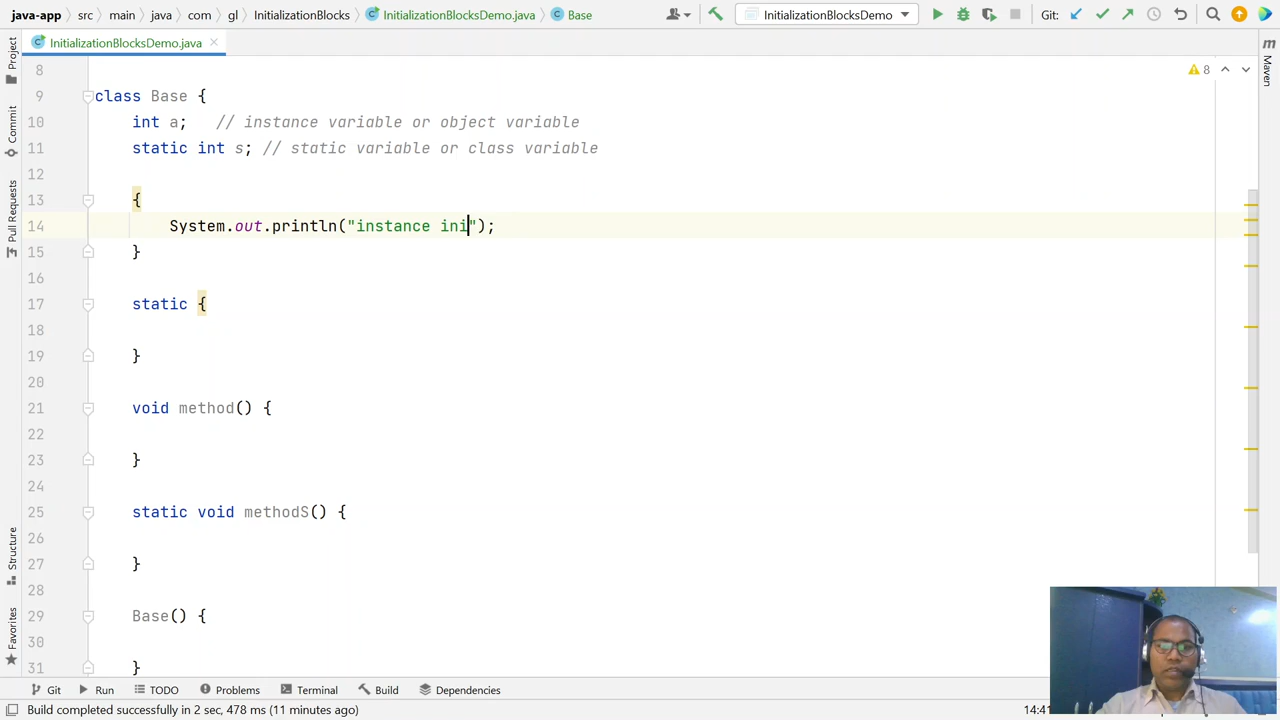 java-app src main java com gl InitializationBlocks InitializationBlocksDemo.java Base InitializationBlocksDemo Git:
InitializationBlocksDemo.java
Project
Commit
Pull Requests
Structure
Favorites
m
Maven
8
8
9 class Base {
10 int a; // instance variable or object variable
11 static int s; // static variable or class variable
12
13 {
14 System.out.println("instance ini");
15 }
16
17 static {
18
19 }
20
21 void method() {
22
23 }
24
25 static void methodS() {
26
27 }
28
29 Base() {
30
31 }
Git Run TODO Problems Terminal Build Dependencies
Build completed successfully in 2 sec, 478 ms (11 minutes ago) 14:41